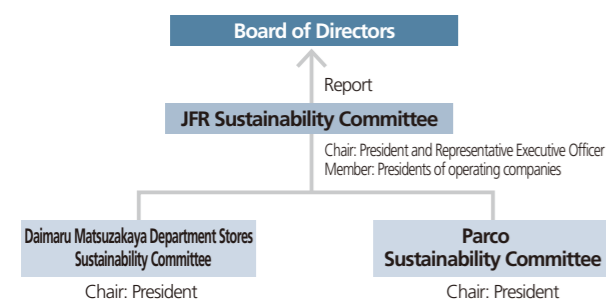 Board of Directors
Report
JFR Sustainability Committee
Chair: President and Representative Executive Officer
Member: Presidents of operating companies
Daimaru Matsuzakaya Department Stores
Sustainability Committee
Chair: President
Parco
Sustainability Committee
Chair: President